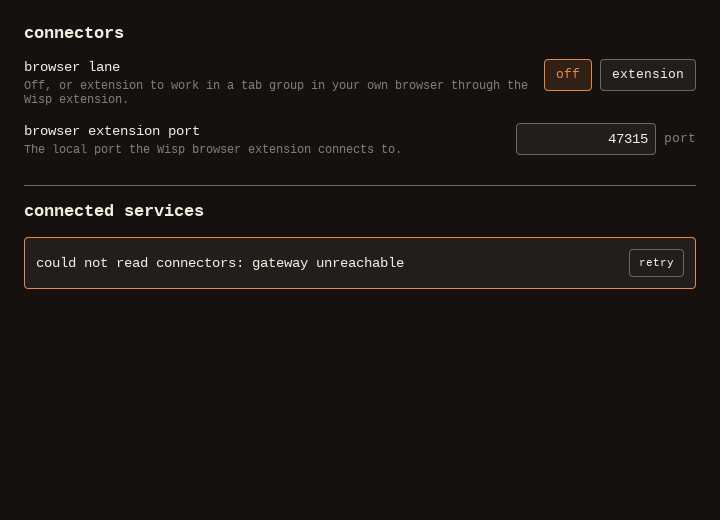 connectors
browser lane
Off, or extension to work in a tab group in your own browser through the
Wisp extension.
off
extension
browser extension port
The local port the Wisp browser extension connects to.
47315
port
connected services
could not read connectors: gateway unreachable
retry